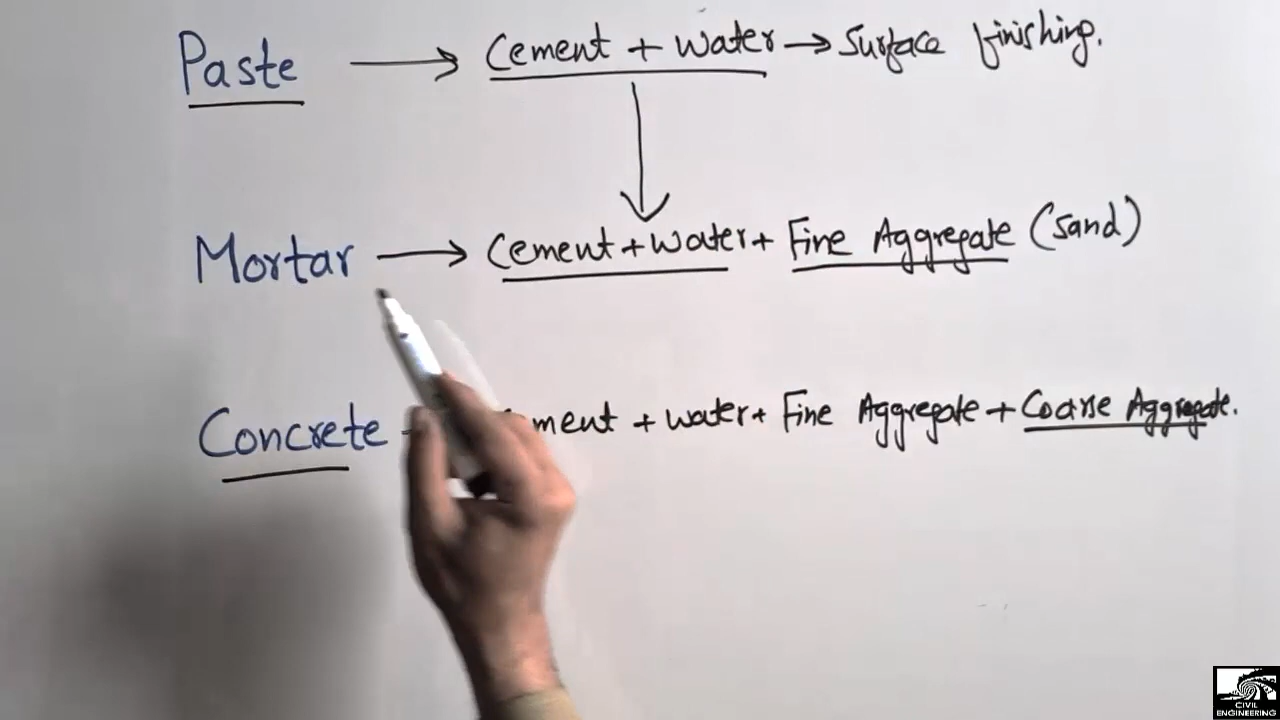 Paste → Cement + water → Surface finishing.
Mortar → Cement + water + Fine Aggregate (Sand)
Concrete + water + Fine Aggregate + Coarse Aggregate.
CIVIL
ENGINEERING